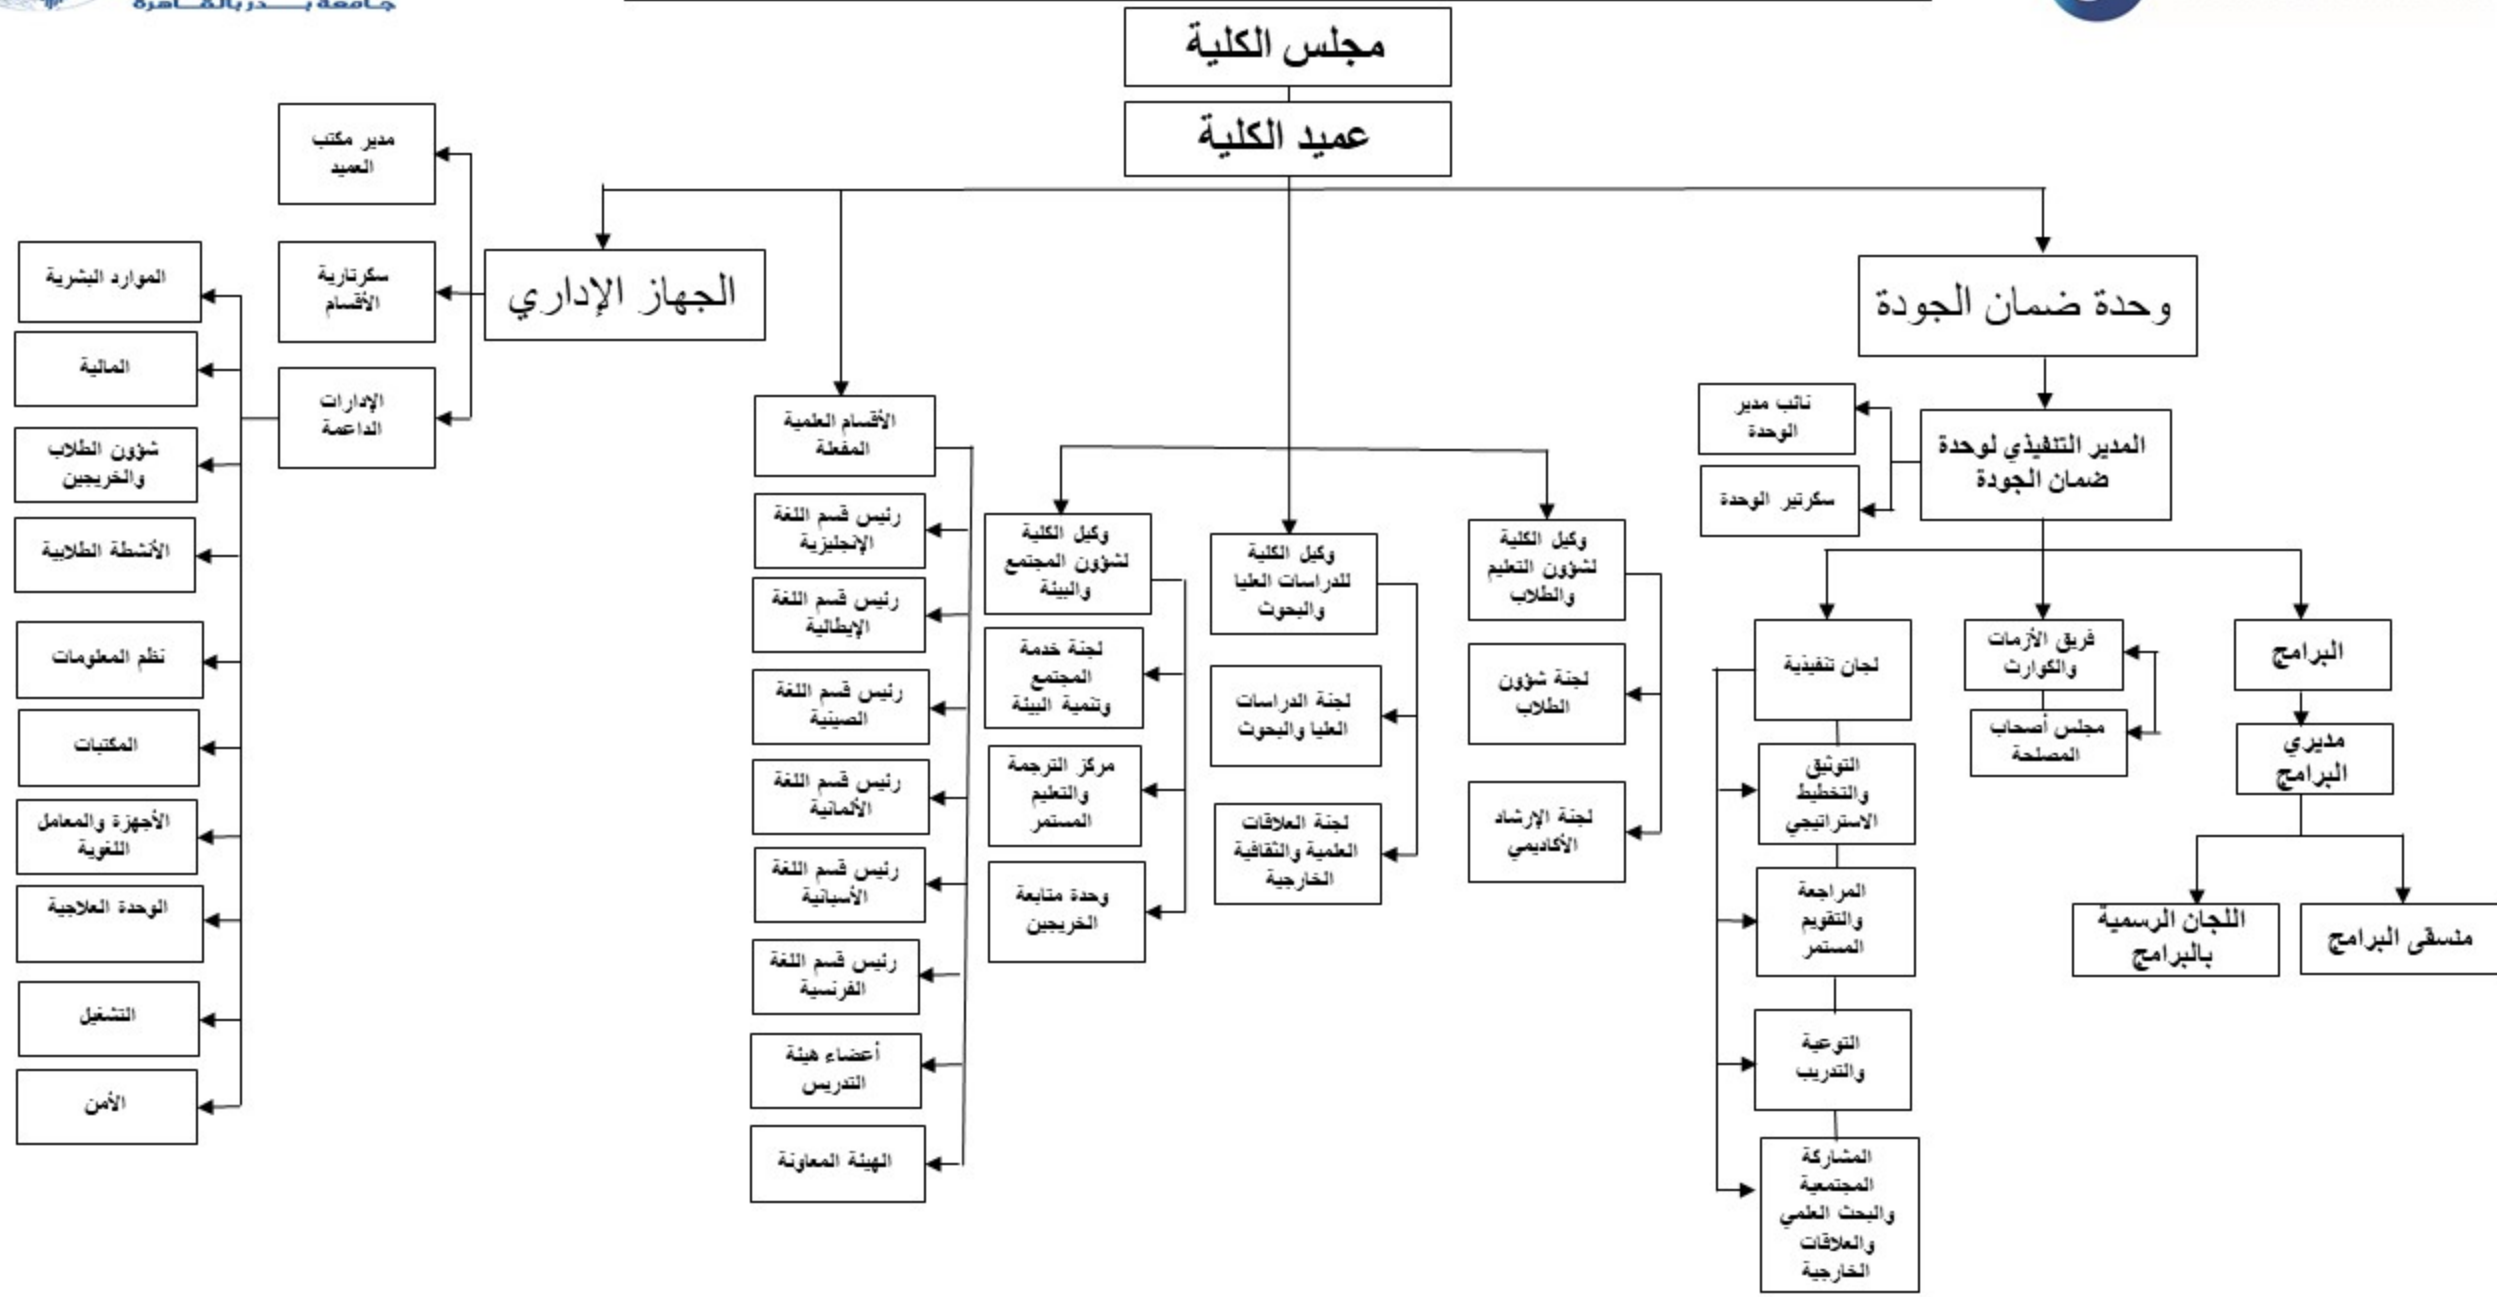 جامعة بدر بالقاهرة
مجلس الكلية
عميد الكلية
وحدة ضمان الجودة
المدير التنفيذي لوحدة
ضمان الجودة
نائب مدير
الوحدة
سكرتير الوحدة
البرامج
مديري
البرامج
منسقى البرامج
اللجان الرسمية
بالبرامج
فريق الأزمات
والكوارث
مجلس أصحاب
المصلحة
لجان تنفيذية
التوثيق
والتخطيط
الاستراتيجي
المراجعة
والتقويم
المستمر
التوعية
والتدريب
المشاركة
المجتمعية
والبحث العلمي
والعلاقات
الخارجية
وكيل الكلية
لشؤون التعليم
والطلاب
لجنة شؤون
الطلاب
لجنة الإرشاد
الأكاديمي
وكيل الكلية
للدراسات العليا
والبحوث
لجنة الدراسات
العليا والبحوث
لجنة العلاقات
العلمية والثقافية
الخارجية
وكيل الكلية
لشؤون المجتمع
والبيئة
لجنة خدمة
المجتمع
وتنمية البيئة
مركز الترجمة
والتعليم
المستمر
وحدة متابعة
الخريجين
الأقسام العلمية
المفعلة
رئيس قسم اللغة
الإنجليزية
رئيس قسم اللغة
الإيطالية
رئيس قسم اللغة
الصينية
رئيس قسم اللغة
الألمانية
رئيس قسم اللغة
الأسبانية
رئيس قسم اللغة
الفرنسية
أعضاء هيئة
التدريس
الهيئة المعاونة
الجهاز الإداري
مدير مكتب
العميد
سكرتارية
الأقسام
الإدارات
الداعمة
الموارد البشرية
المالية
شؤون الطلاب
والخريجين
الأنشطة الطلابية
نظم المعلومات
المكتبات
الأجهزة والمعامل
اللغوية
الوحدة العلاجية
التشغيل
الأمن